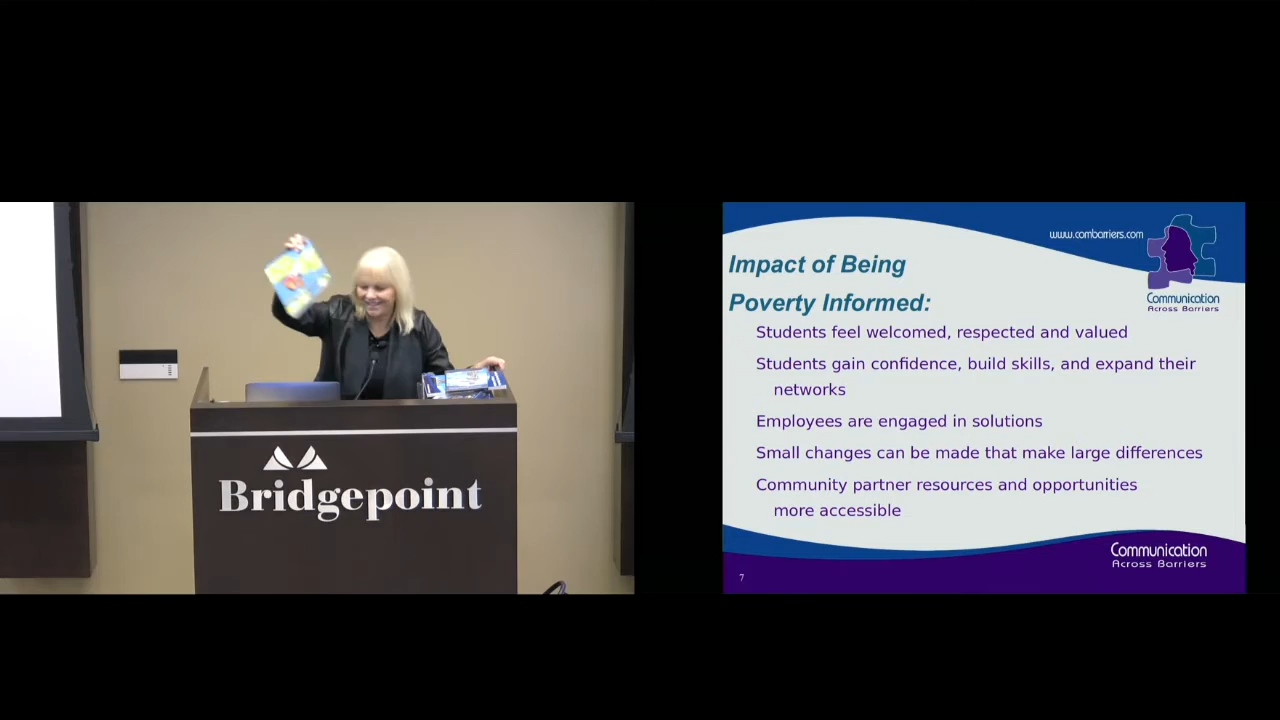 Bridgepoint
www.combarriers.com
Communication
Across Barriers
Impact of Being
Poverty Informed:
Students feel welcomed, respected and valued
Students gain confidence, build skills, and expand their
networks
Employees are engaged in solutions
Small changes can be made that make large differences
Community partner resources and opportunities
more accessible
Communication
Across Barriers
7